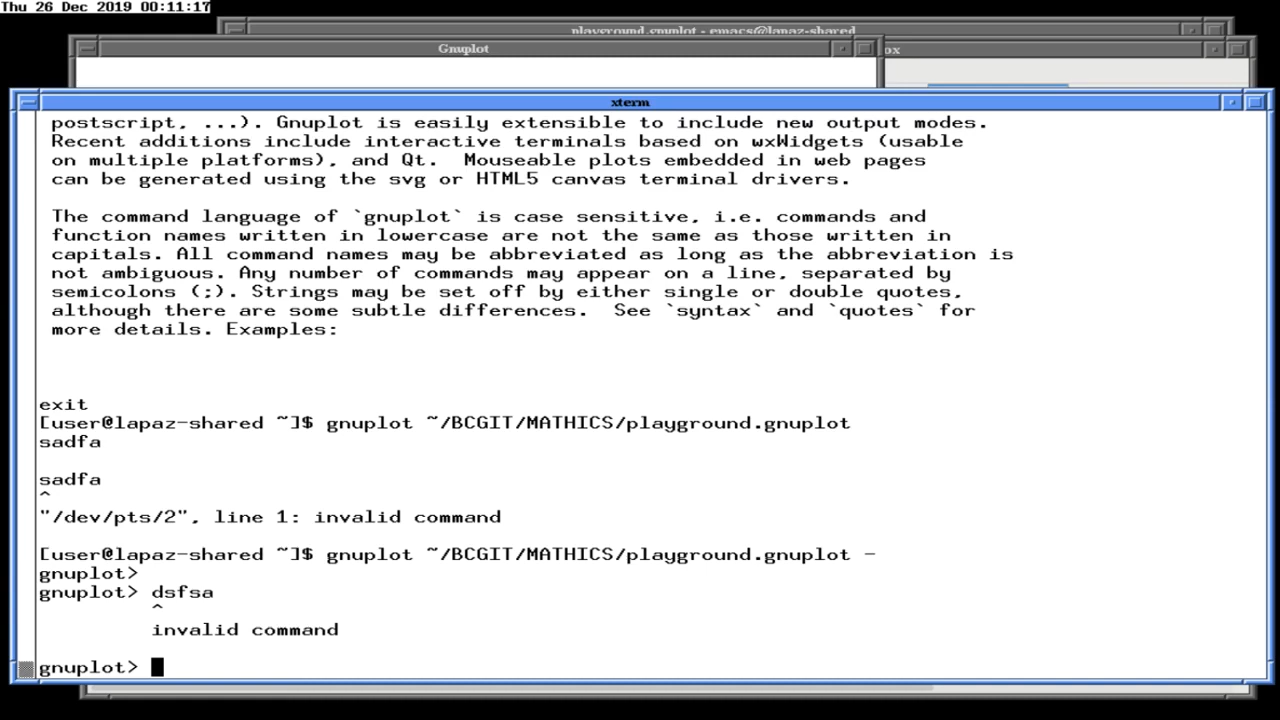 Thu 26 Dec 2019 00:11:17
playground.gnuplot - emacs@lapaz-shared
Gnuplot
ox
xterm
postscript, ...). Gnuplot is easily extensible to include new output modes.
Recent additions include interactive terminals based on wxWidgets (usable
on multiple platforms), and Qt.  Mouseable plots embedded in web pages
can be generated using the svg or HTML5 canvas terminal drivers.
The command language of `gnuplot` is case sensitive, i.e. commands and
function names written in lowercase are not the same as those written in
capitals. All command names may be abbreviated as long as the abbreviation is
not ambiguous. Any number of commands may appear on a line, separated by
semicolons (;). Strings may be set off by either single or double quotes,
although there are some subtle differences.  See `syntax` and `quotes` for
more details. Examples:
exit
[user@lapaz-shared ~]$ gnuplot ~/BCGIT/MATHICS/playground.gnuplot
sadfa
sadfa
^
"/dev/pts/2", line 1: invalid command
[user@lapaz-shared ~]$ gnuplot ~/BCGIT/MATHICS/playground.gnuplot -
gnuplot>
gnuplot> dsfsa
^
invalid command
gnuplot>